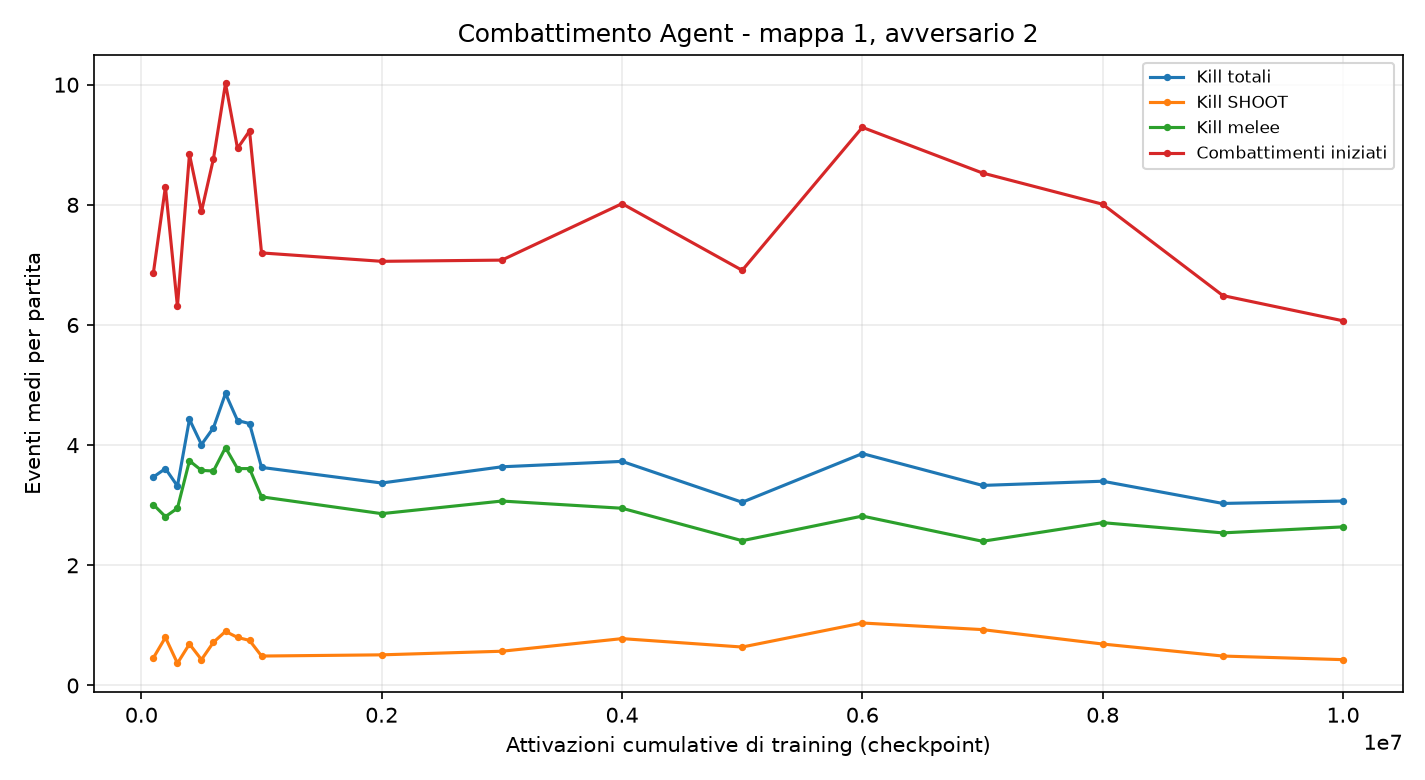 Combattimento Agent - mappa 1, avversario 2
Kill totali
Kill SHOOT
Kill melee
Combattimenti iniziati
Eventi medi per partita
10
8
6
4
2
0
0.0 0.2 0.4 0.6 0.8 1.0
1e7
Attivazioni cumulative di training (checkpoint)